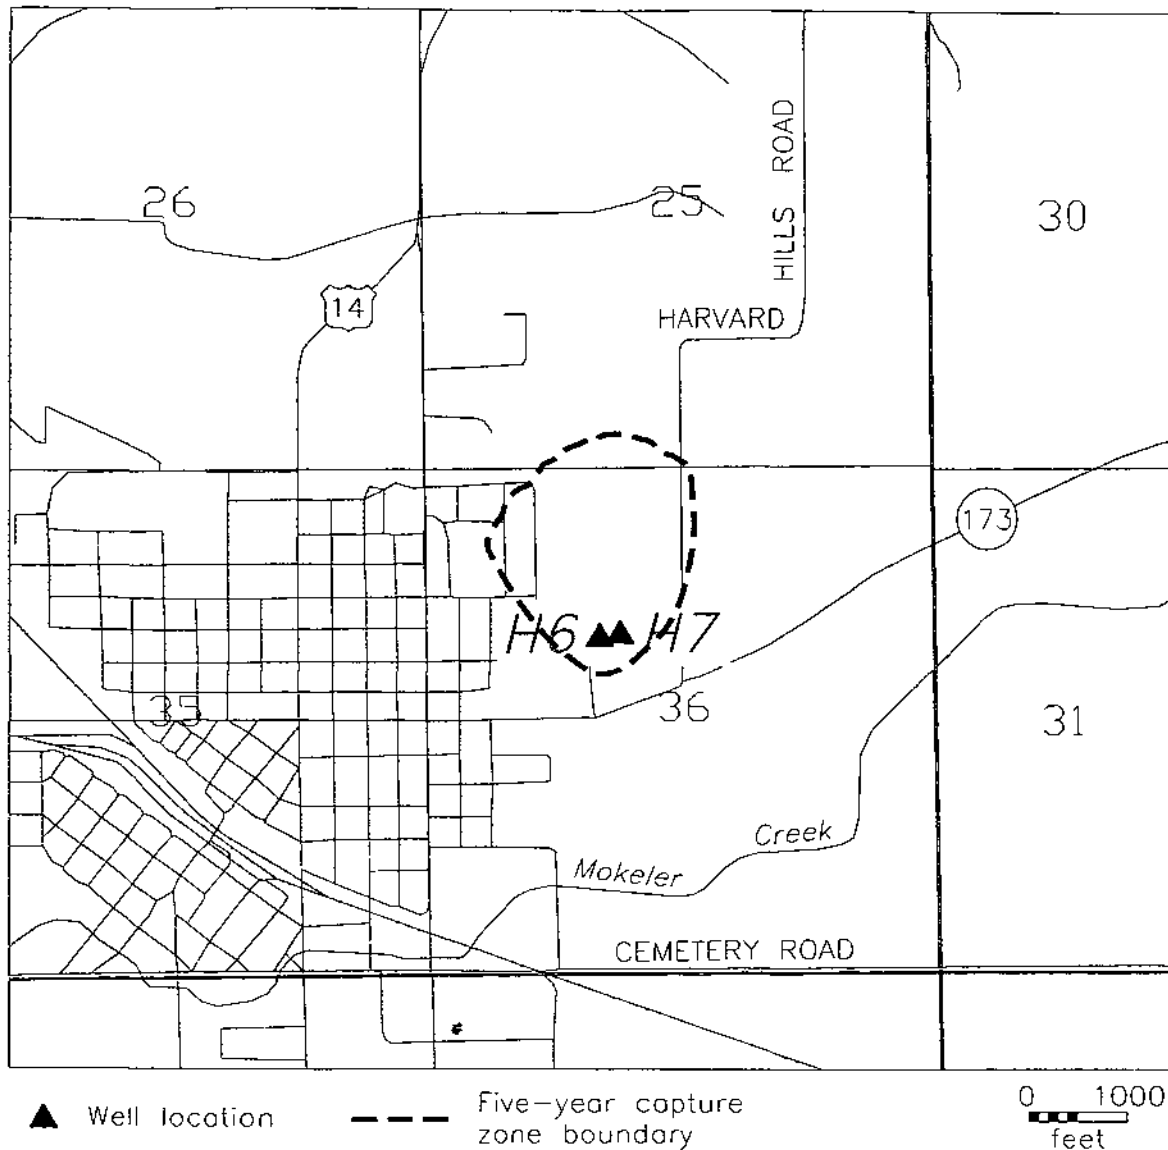 HILLS ROAD
26
25
30
14
HARVARD
173
H6
H7
35
36
31
Creek
Mokeler
CEMETERY ROAD
Well location
Five-year capture
zone boundary
0 1000
feet